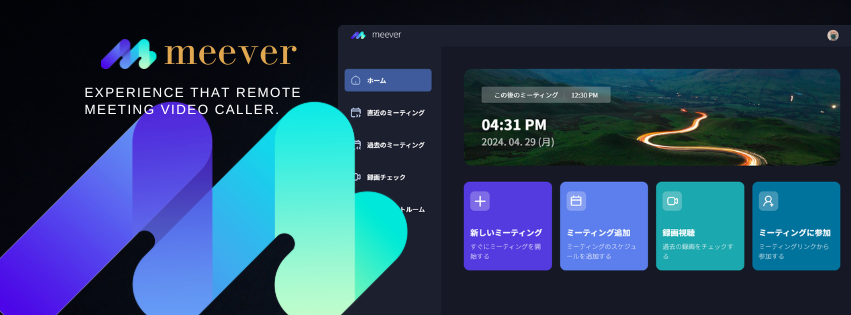 meever
EXPERIENCE THAT REMOTE
MEETING VIDEO CALLER.
meever
ホーム
直近のミーティング
過去のミーティング
録画チェック
トルーム
この後のミーティング 12:30 PM
04:31 PM
2024. 04. 29 (月)
新しいミーティング
すぐにミーティングを開
始する
ミーティング追加
ミーティングのスケジュ
ールを追加する
録画視聴
過去の録画をチェックす
る
ミーティングに参加
ミーティングリンクから
参加する